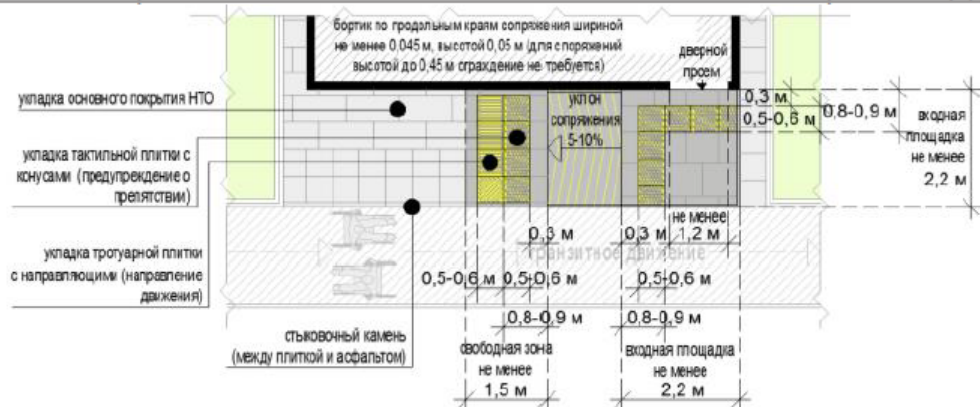 бортик по продольным краям сопряжения шириной
не менее 0,045 м, высотой 0,05 м (для споряжений
высотой до 0,45 м ограждение не требуется)
дверной
проем
укладка основного покрытия НТО
уклон
сопряжения
5-10%
0,3 м
0,5-0,6 м
0,8-0,9 м
входная
площадка
не менее
2,2 м
укладка тактильной плитки с
конусами (предупреждение о
препятствии)
не менее
0,3 м
0,3 м
1,2 м
укладка тротуарной плитки
с направляющими (направление
движения)
транзитное движение
0,5-0,6 м
0,5-0,6 м
0,5-0,6 м
0,8-0,9 м
0,8-0,9 м
стыковочный камень
(между плиткой и асфальтом)
свободная зона
не менее
1,5 м
входная площадка
не менее
2,2 м